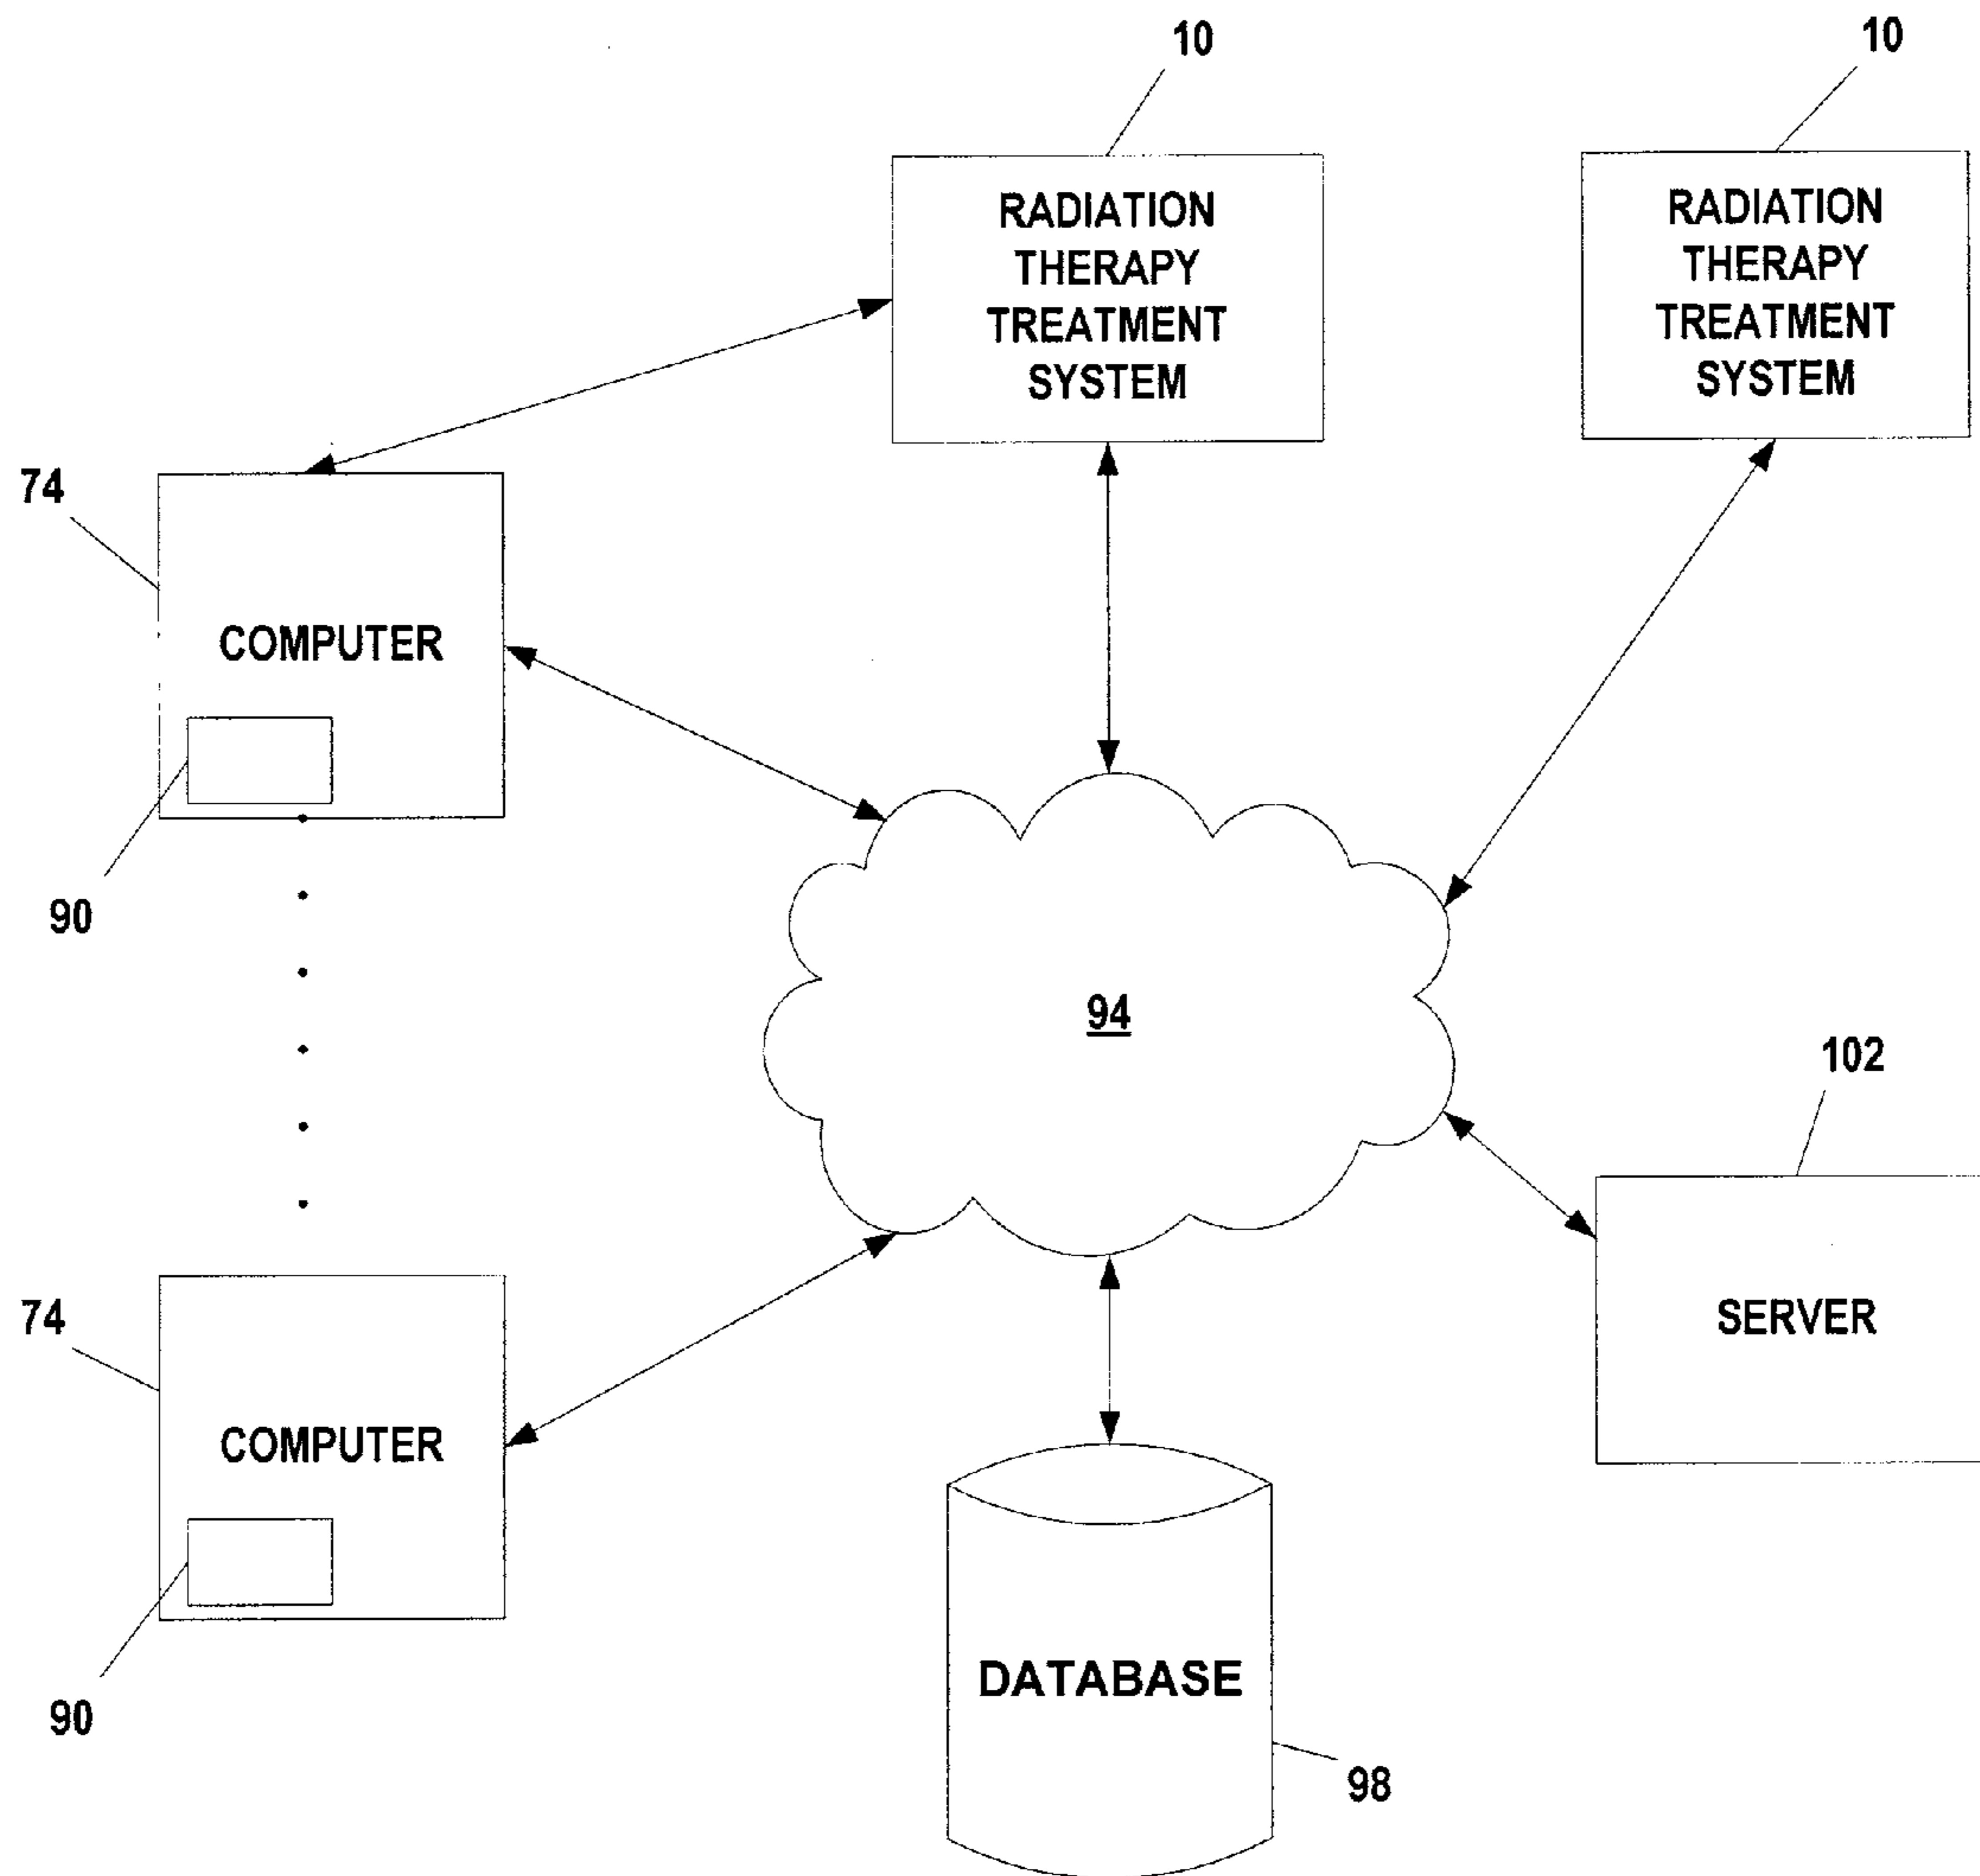 10
10
RADIATION
THERAPY
TREATMENT
SYSTEM
RADIATION
THERAPY
TREATMENT
SYSTEM
74
COMPUTER
90
94
102
74
COMPUTER
SERVER
90
DATABASE
98